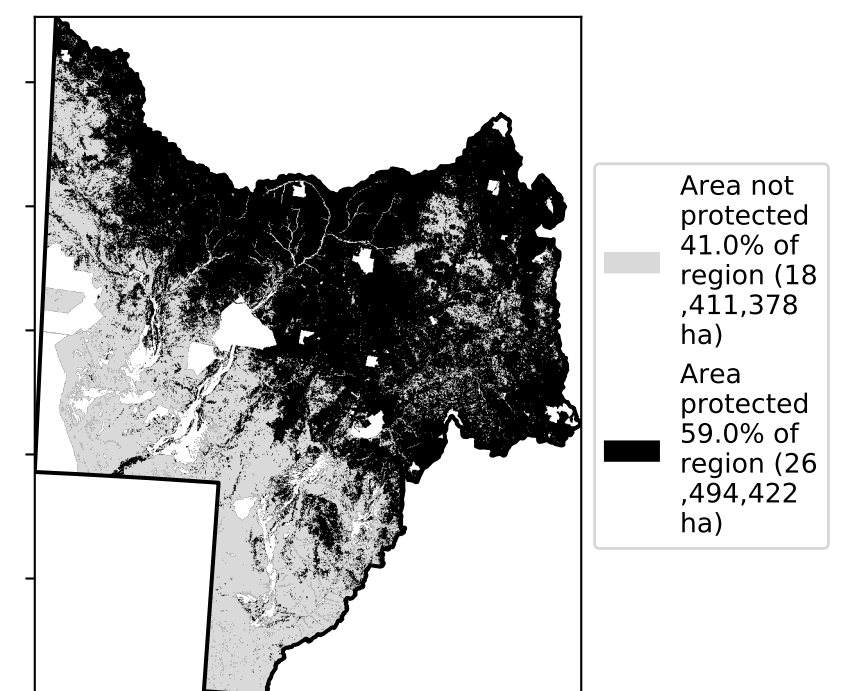 Area not
protected
41.0% of
region (18
,411,378
ha)
Area
protected
59.0% of
region (26
,494,422
ha)